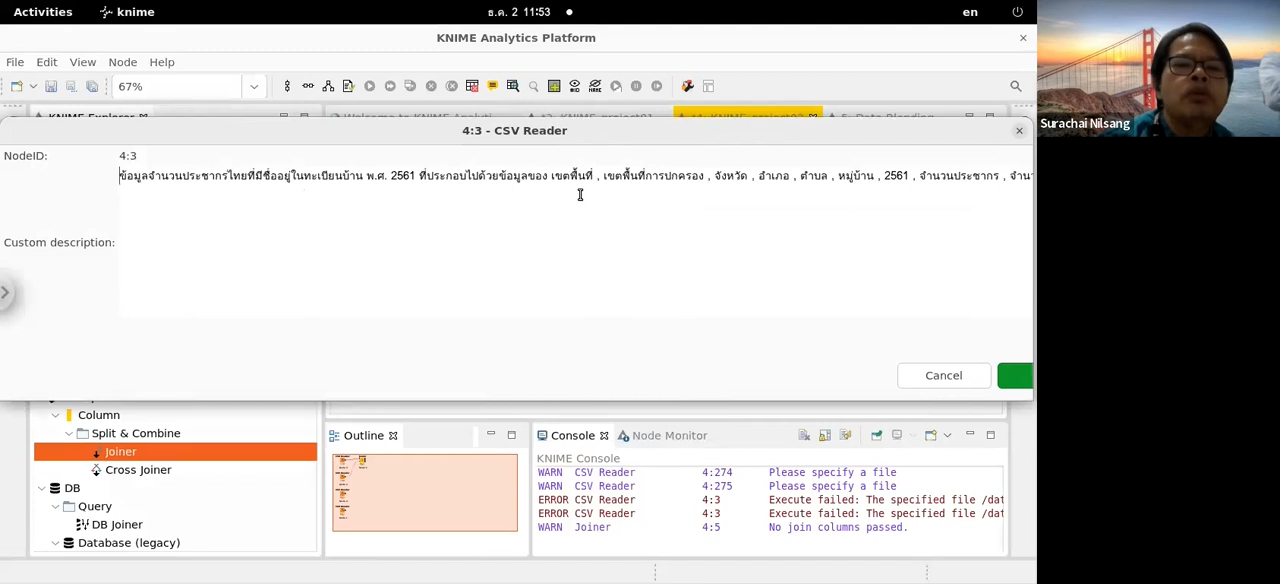 Activities
knime
ธ.ค. 2 11:53
en
KNIME Analytics Platform
File Edit View Node Help
67%
KNIME Explorer
4:3 - CSV Reader
NodeID:
4:3
ข้อมูลจำนวนประชากรไทยที่มีชื่ออยู่ในทะเบียนบ้าน พ.ศ. 2561 ที่ประกอบไปด้วยข้อมูลของ เขตพื้นที่ , เขตพื้นที่การปกครอง , จังหวัด , อำเภอ , ตำบล , หมู่บ้าน , 2561 , จำนวนประชากร ,
Custom description:
Cancel
Column
Split & Combine
Joiner
Cross Joiner
DB
Query
DB Joiner
Database (legacy)
Outline
Console
Node Monitor
KNIME Console
WARN CSV Reader 4:274 Please specify a file
WARN CSV Reader 4:275 Please specify a file
ERROR CSV Reader 4:3 Execute failed: The specified file /dat
ERROR CSV Reader 4:3 Execute failed: The specified file /dat
WARN Joiner 4:5 No join columns passed.
Surachai Nilsang